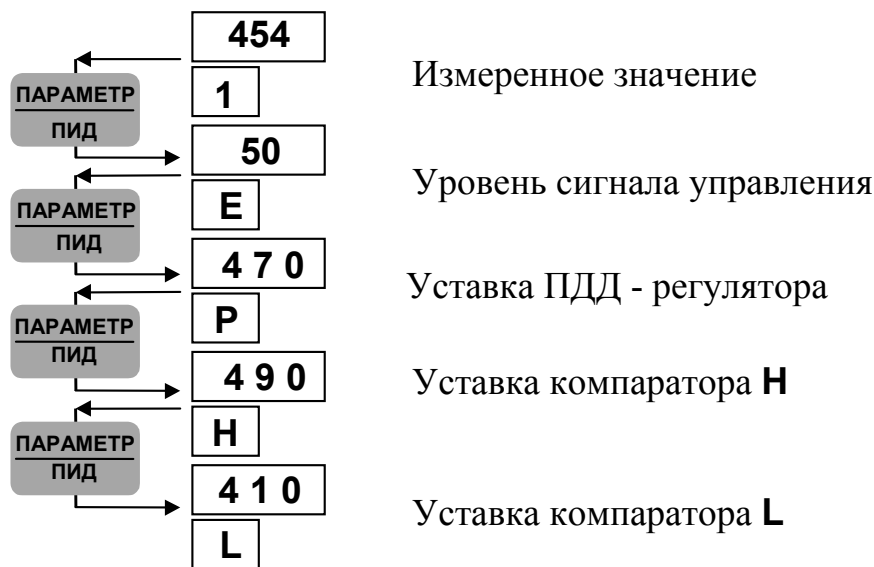 454
Измеренное значение
ПАРАМЕТР
1
ПИД
50
Уровень сигнала управления
ПАРАМЕТР
E
ПИД
4 7 0
Уставка ПДД - регулятора
ПАРАМЕТР
P
ПИД
4 9 0
Уставка компаратора H
ПАРАМЕТР
H
ПИД
4 1 0
Уставка компаратора L
L